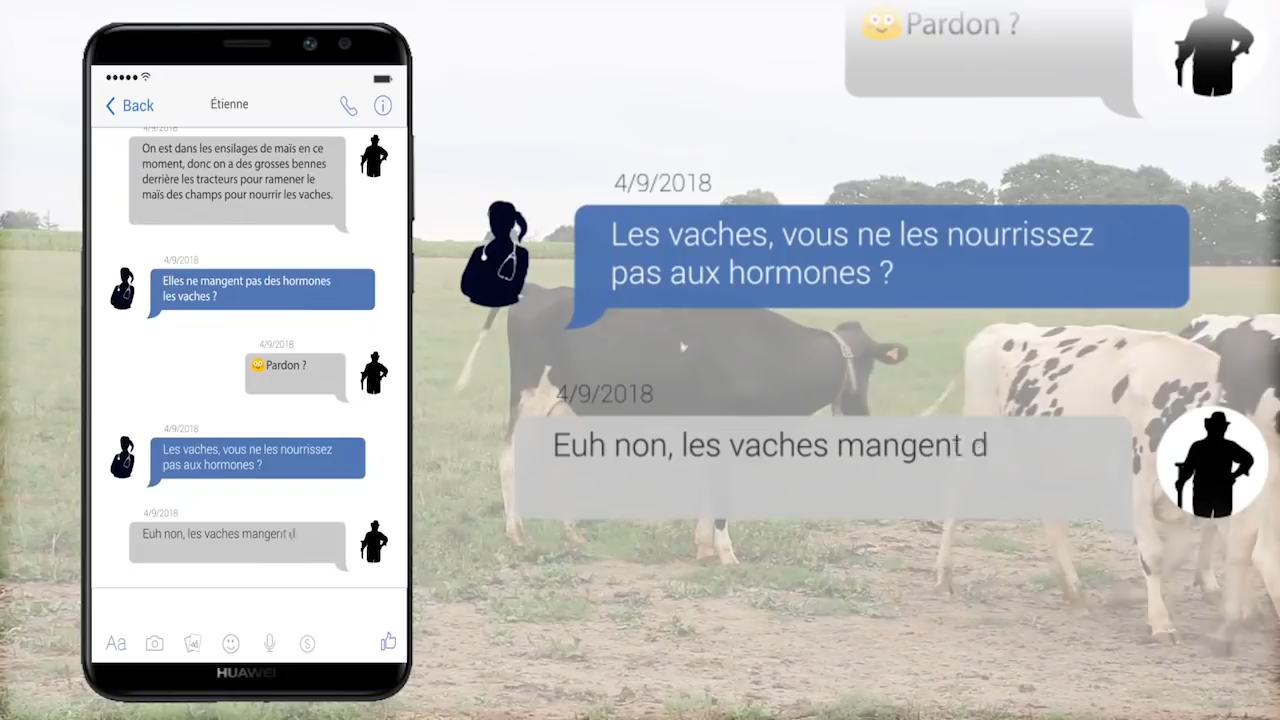 Back
Étienne
4/9/2018
On est dans les ensilages de maïs en ce
moment, donc on a des grosses bennes
derrière les tracteurs pour ramener le
maïs des champs pour nourrir les vaches.
4/9/2018
Elles ne mangent pas des hormones
les vaches ?
4/9/2018
Pardon ?
4/9/2018
Les vaches, vous ne les nourrissez
pas aux hormones ?
4/9/2018
Euh non, les vaches mangent d
Aa
HUAWEI
Pardon ?
4/9/2018
Les vaches, vous ne les nourrissez
pas aux hormones ?
4/9/2018
Euh non, les vaches mangent d